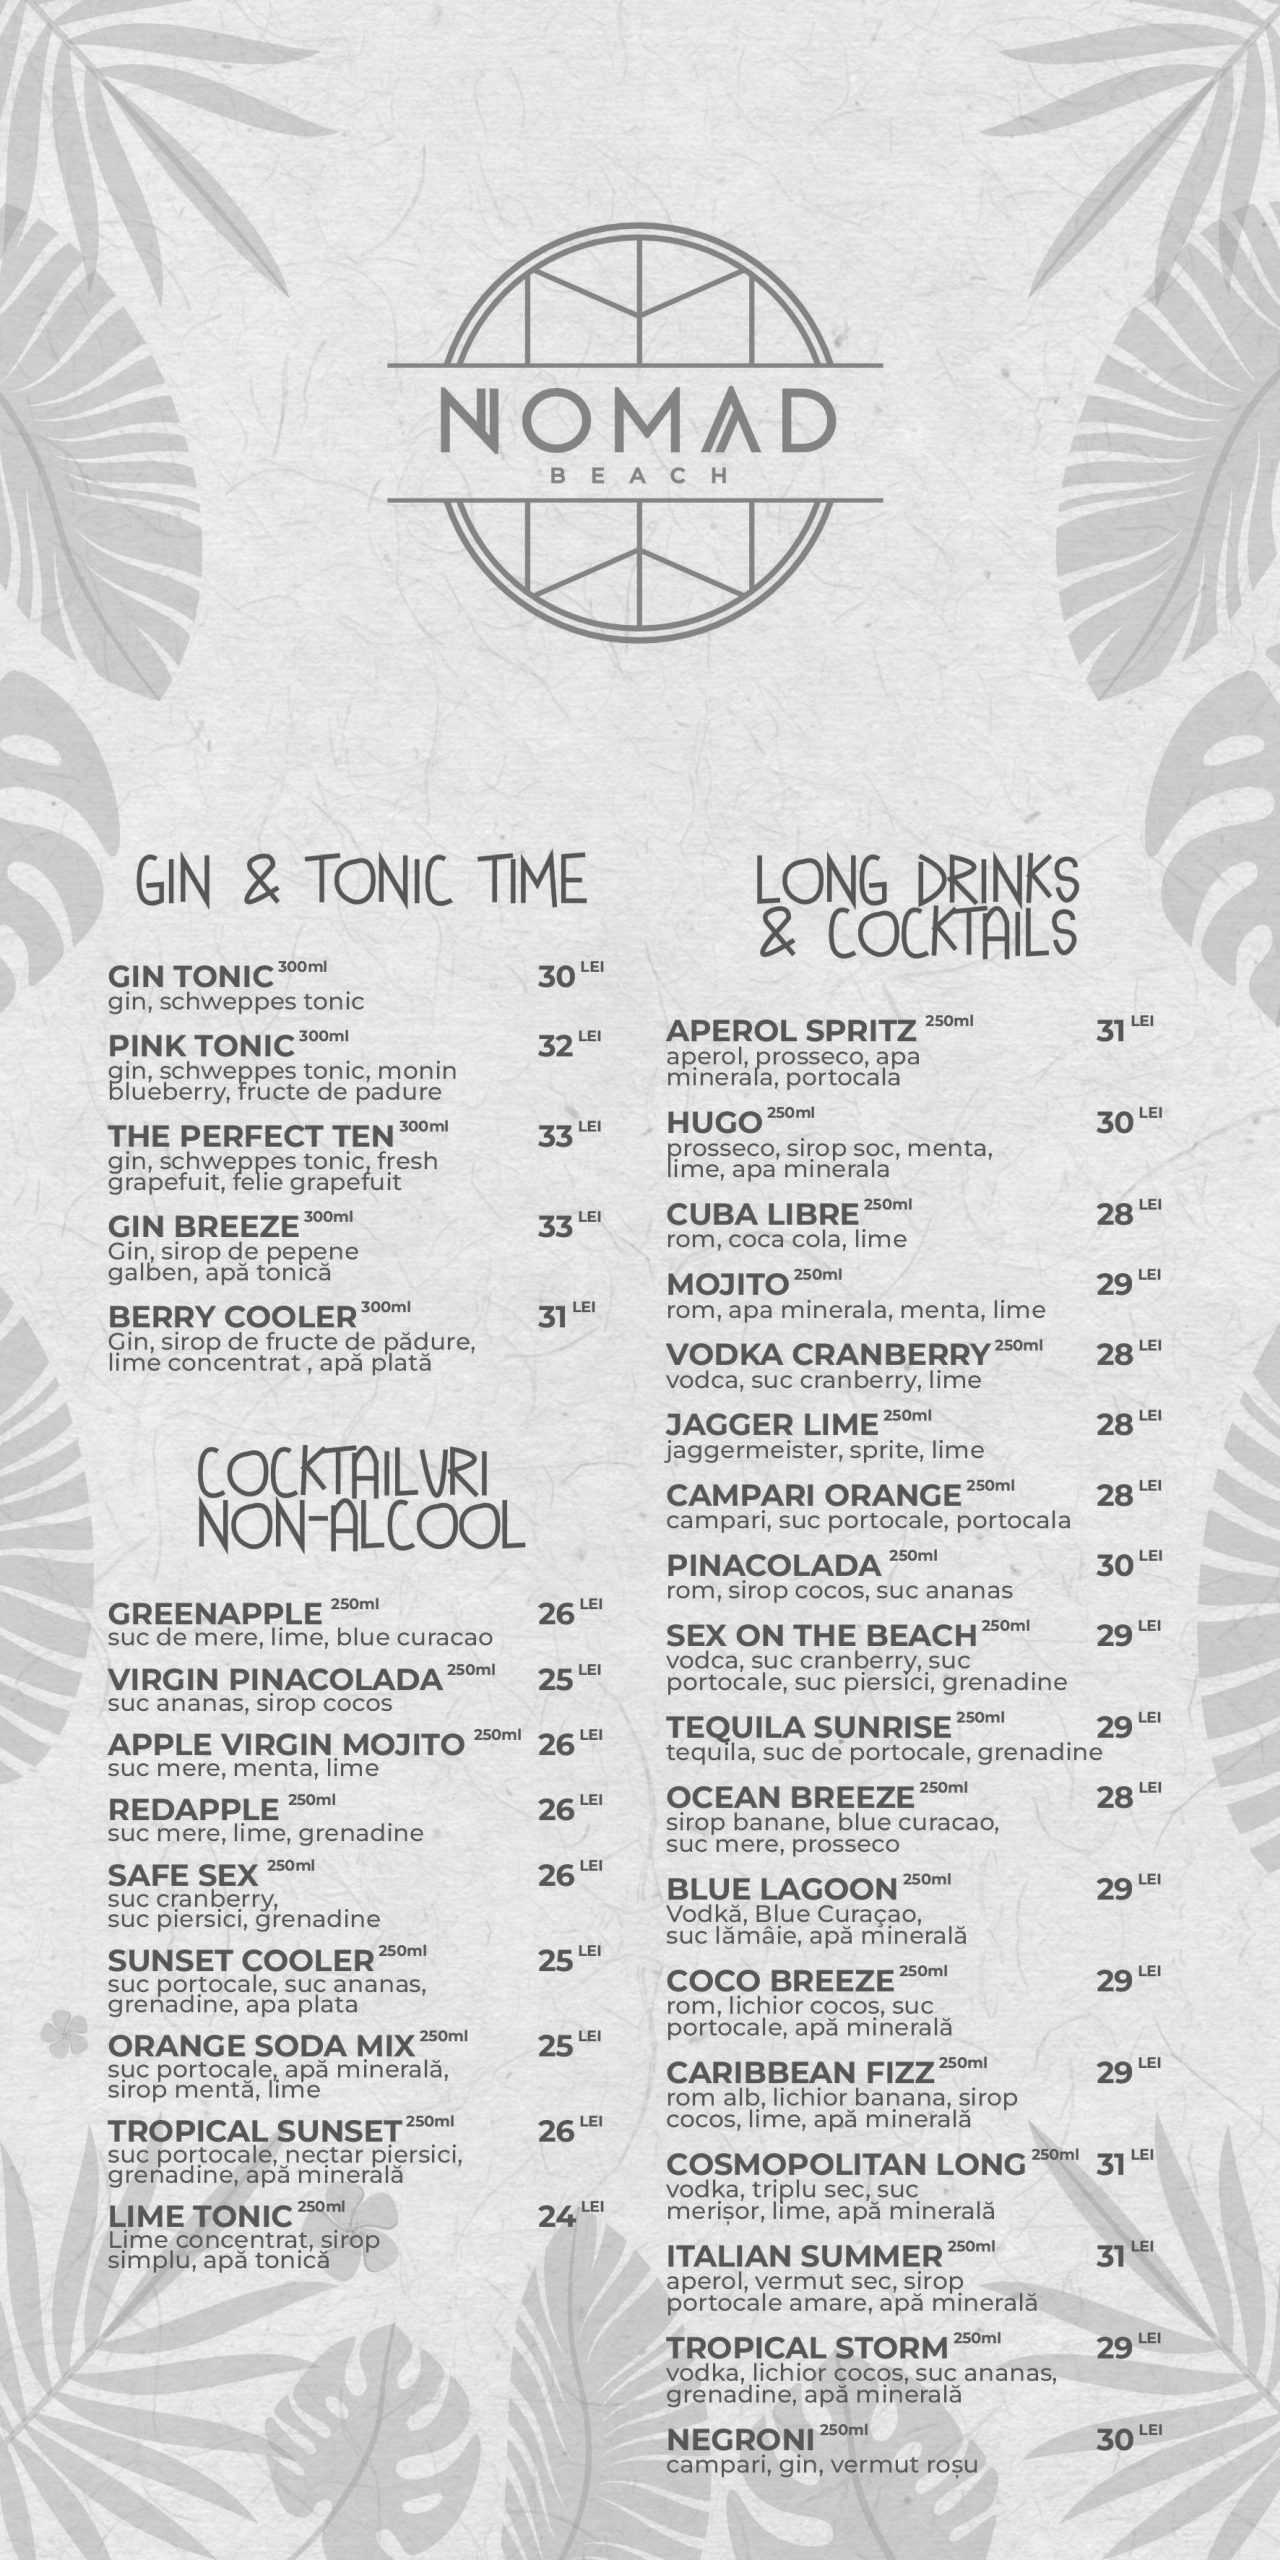 NOMAD
BEACH
GIN & TONIC TIME
GIN TONIC 300ml 30 LEI
gin, schweppes tonic
PINK TONIC 300ml 32 LEI
gin, schweppes tonic, monin
blueberry, fructe de padure
THE PERFECT TEN 300ml 33 LEI
gin, schweppes tonic, fresh
grapefuit, felie grapefuit
GIN BREEZE 300ml 33 LEI
Gin, sirop de pepene
galben, apă tonică
BERRY COOLER 300ml 31 LEI
Gin, sirop de fructe de pădure,
lime concentrat , apă plată
COCKTAILURI
NON-ALCOOL
GREENAPPLE 250ml 26 LEI
suc de mere, lime, blue curacao
VIRGIN PINACOLADA 250ml 25 LEI
suc ananas, sirop cocos
APPLE VIRGIN MOJITO 250ml 26 LEI
suc mere, menta, lime
REDAPPLE 250ml 26 LEI
suc mere, lime, grenadine
SAFE SEX 250ml 26 LEI
suc cranberry,
suc piersici, grenadine
SUNSET COOLER 250ml 25 LEI
suc portocale, suc ananas,
grenadine, apa plata
ORANGE SODA MIX 250ml 25 LEI
suc portocale, apă minerală,
sirop mentă, lime
TROPICAL SUNSET 250ml 26 LEI
suc portocale, nectar piersici,
grenadine, apă minerală
LIME TONIC 250ml 24 LEI
Lime concentrat, sirop
simplu, apă tonică
LONG DRINKS
& COCKTAILS
APEROL SPRITZ 250ml 31 LEI
aperol, prosseco, apa
minerala, portocala
HUGO 250ml 30 LEI
prosseco, sirop soc, menta,
lime, apa minerala
CUBA LIBRE 250ml 28 LEI
rom, coca cola, lime
MOJITO 250ml 29 LEI
rom, apa minerala, menta, lime
VODKA CRANBERRY 250ml 28 LEI
vodca, suc cranberry, lime
JAGGER LIME 250ml 28 LEI
jaggermeister, sprite, lime
CAMPARI ORANGE 250ml 28 LEI
campari, suc portocale, portocala
PINACOLADA 250ml 30 LEI
rom, sirop cocos, suc ananas
SEX ON THE BEACH 250ml 29 LEI
vodca, suc cranberry, suc
portocale, suc piersici, grenadine
TEQUILA SUNRISE 250ml 29 LEI
tequila, suc de portocale, grenadine
OCEAN BREEZE 250ml 28 LEI
sirop banane, blue curacao,
suc mere, prosseco
BLUE LAGOON 250ml 29 LEI
Vodkă, Blue Curaçao,
suc lămâie, apă minerală
COCO BREEZE 250ml 29 LEI
rom, lichior cocos, suc
portocale, apă minerală
CARIBBEAN FIZZ 250ml 29 LEI
rom alb, lichior banana, sirop
cocos, lime, apă minerală
COSMOPOLITAN LONG 250ml 31 LEI
vodka, triplu sec, suc
merișor, lime, apă minerală
ITALIAN SUMMER 250ml 31 LEI
aperol, vermut sec, sirop
portocale amare, apă minerală
TROPICAL STORM 250ml 29 LEI
vodka, lichior cocos, suc ananas,
grenadine, apă minerală
NEGRONI 250ml 30 LEI
campari, gin, vermut roșu